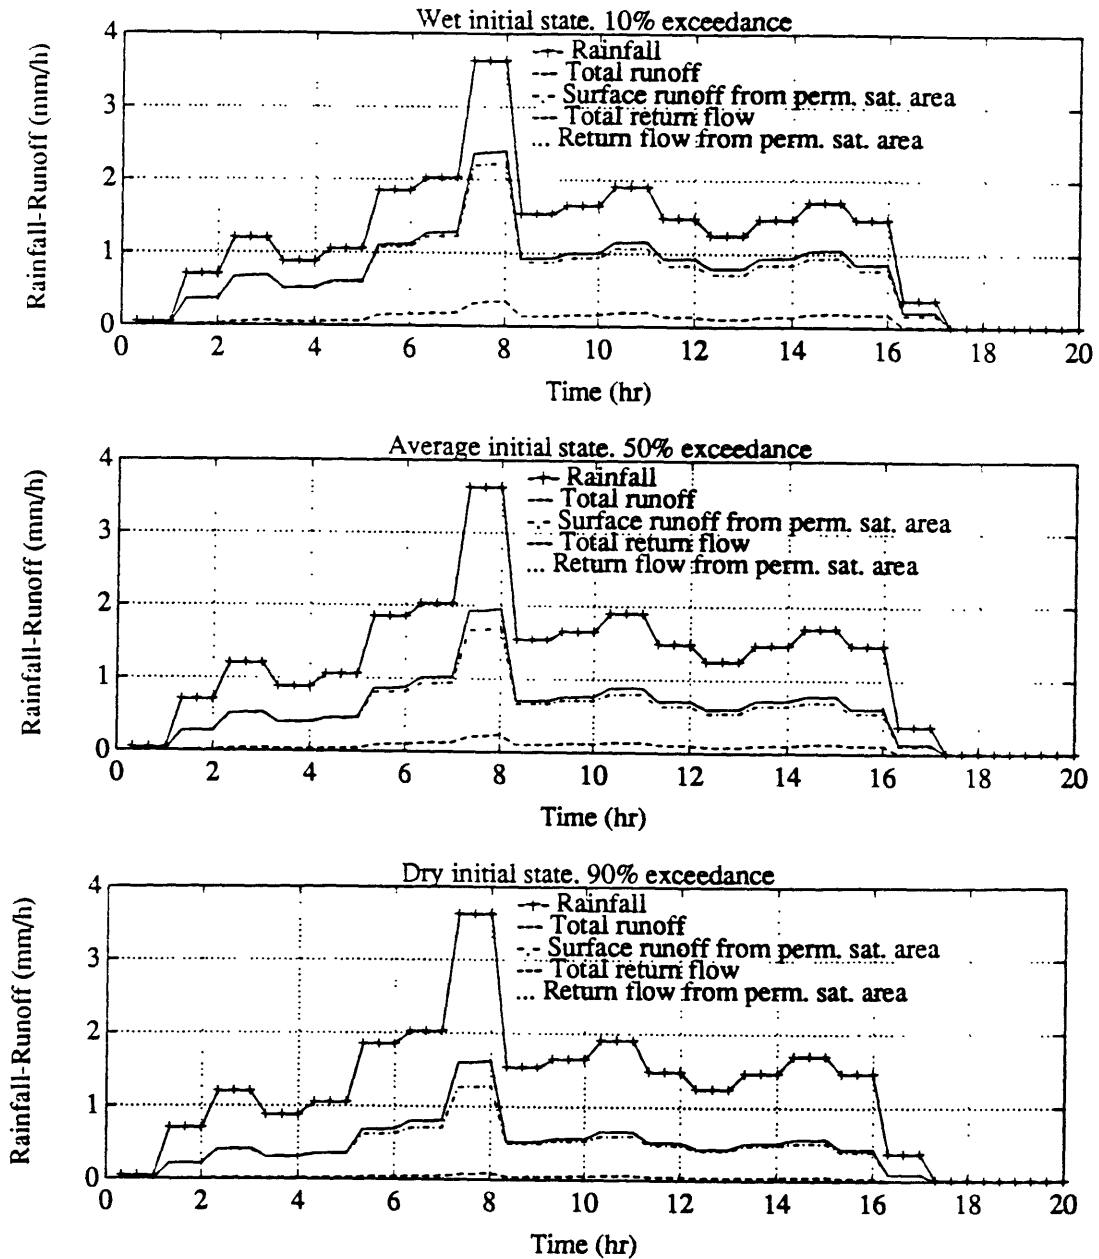 Wet initial state. 10% exceedance
Rainfall-Runoff (mm/h)
4
3
2
1
0
Rainfall
Total runoff
Surface runoff from perm. sat. area
Total return flow
... Return flow from perm. sat. area
0 2 4 6 8 10 12 14 16 18 20
Time (hr)
Average initial state. 50% exceedance
Rainfall-Runoff (mm/h)
4
3
2
1
0
Rainfall
Total runoff
Surface runoff from perm. sat. area
Total return flow
... Return flow from perm. sat. area
0 2 4 6 8 10 12 14 16 18 20
Time (hr)
Dry initial state. 90% exceedance
Rainfall-Runoff (mm/h)
4
3
2
1
0
Rainfall
Total runoff
Surface runoff from perm. sat. area
Total return flow
... Return flow from perm. sat. area
0 2 4 6 8 10 12 14 16 18 20
Time (hr)